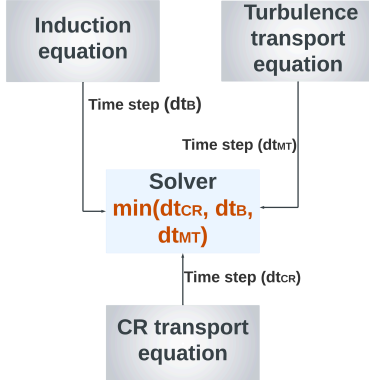 Induction
equation
Turbulence
transport
equation
Time step (dtB)
Time step (dtMT)
Solver
min(dtCR, dtB,
dtMT)
Time step (dtCR)
CR transport
equation